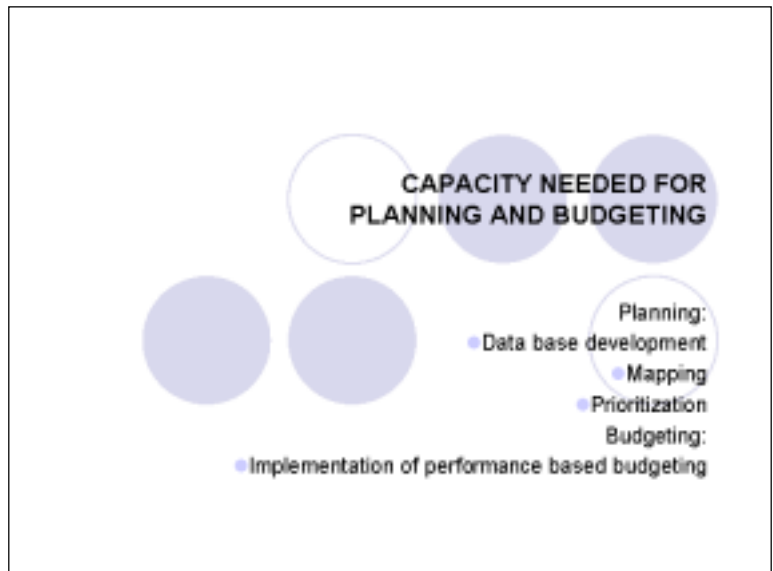 CAPACITY NEEDED FOR
PLANNING AND BUDGETING
Planning:
Data base development
Mapping
Prioritization
Budgeting:
Implementation of performance based budgeting